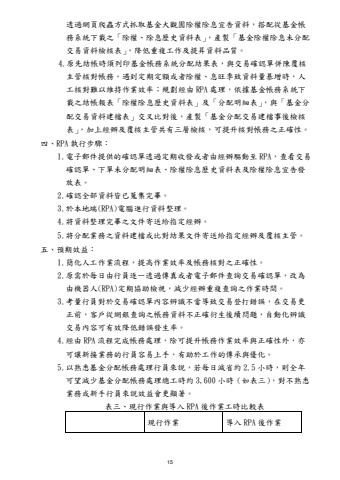 透過網頁爬蟲方式抓取基金大觀園除權除息宣告資料，搭配從基金帳
務系統下載之「除權、除息歷史資料表」，產製「基金除權除息未分配
交易資料檢核表」，降低重複工作及提昇資料品質。
4.原先結帳時須列印基金帳務系統分配結果表，與交易確認單併陳覆核
主管核對帳務，遇到定期定額或者除權、息旺季致資料量暴增時，人
工核對難以維持作業效率；規劃經由 RPA 處理，依據基金帳務系統下
載之結帳報表「除權除息歷史資料表」及「分配明細表」，與「基金分
配交易資料建檔表」交叉比對後，產製「基金分配交易建檔事後檢核
表」，加上經辦及覆核主管共有三層檢核，可提升核對帳務之正確性。
四、RPA 執行步驟：
1.電子郵件提供的確認單透過定期收發或者由經辦驅動至 RPA，查看交易
確認單、下單未分配明細表、除權除息歷史資料表及除權除息宣告發
放表。
2.確認全部資料皆已蒐集完畢。
3.於本地端(RPA)電腦進行資料整理。
4.將資料整理完畢之文件寄送給指定經辦。
5.將分配業務之資料建檔或比對結果文件寄送給指定經辦及覆核主管。
五、預期效益：
1.簡化人工作業流程，提高作業效率及帳務核對之正確性。
2.原需於每日由行員逐一透過傳真或者電子郵件查詢交易確認單，改為
由機器人(RPA)定期協助檢視，減少經辦重複查詢之作業時間。
3.考量行員對於交易確認單內容辨識不當導致交易登打錯誤，在交易更
正前，客戶從網銀查詢之帳務資料不正確衍生後續問題，自動化辨識
交易內容可有效降低錯誤發生率。
4.經由 RPA 流程完成帳務處理，除可提升帳務作業效率與正確性外，亦
可讓新接業務的行員容易上手，有助於工作的傳承與優化。
5.以熟悉基金分配帳務處理行員來說，若每日減省約 2.5 小時，則全年
可望減少基金分配帳務處理總工時約 3,600 小時（如表三），對不熟悉
業務或新手行員來說效益會更顯著。
表三、現行作業與導入 RPA 後作業工時比較表
現行作業
導入 RPA 後作業
15